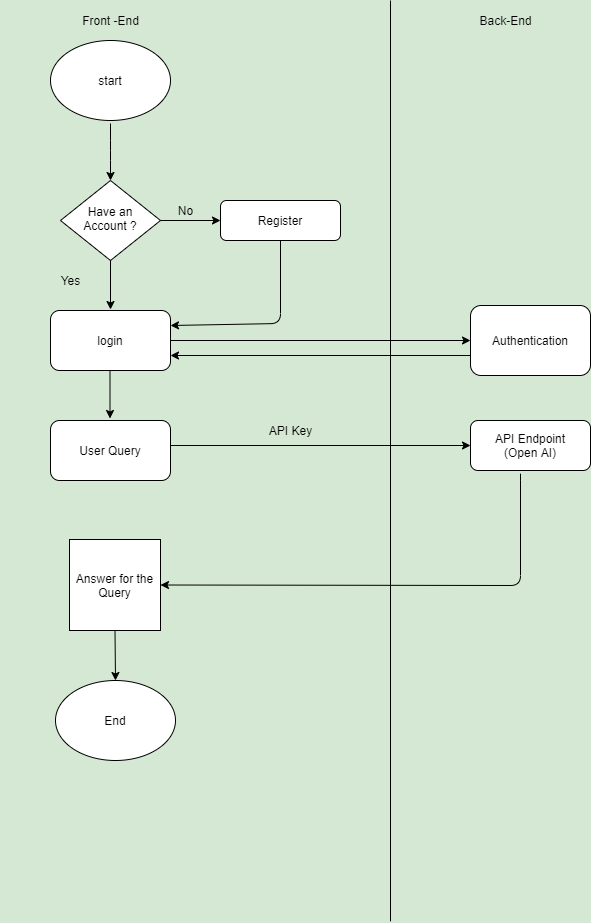 Front -End
Back-End
start
Have an
Account ?
No
Register
Yes
login
Authentication
User Query
API Key
API Endpoint
(Open AI)
Answer for the
Query
End